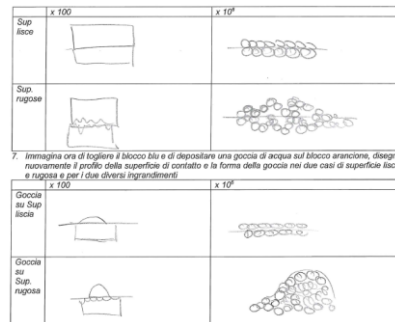 x 100 x 10⁶
Sup
lisce
Sup.
rugose
7. Immagina ora di togliere il blocco blu e di depositare una goccia di acqua sul blocco arancione, disegn
nuovamente il profilo della superficie di contatto e la forma della goccia nei due casi di superficie lisc
e rugosa e per i due diversi ingrandimenti
x 100 x 10⁶
Goccia
su Sup
liscia
Goccia
su
Sup.
rugosa